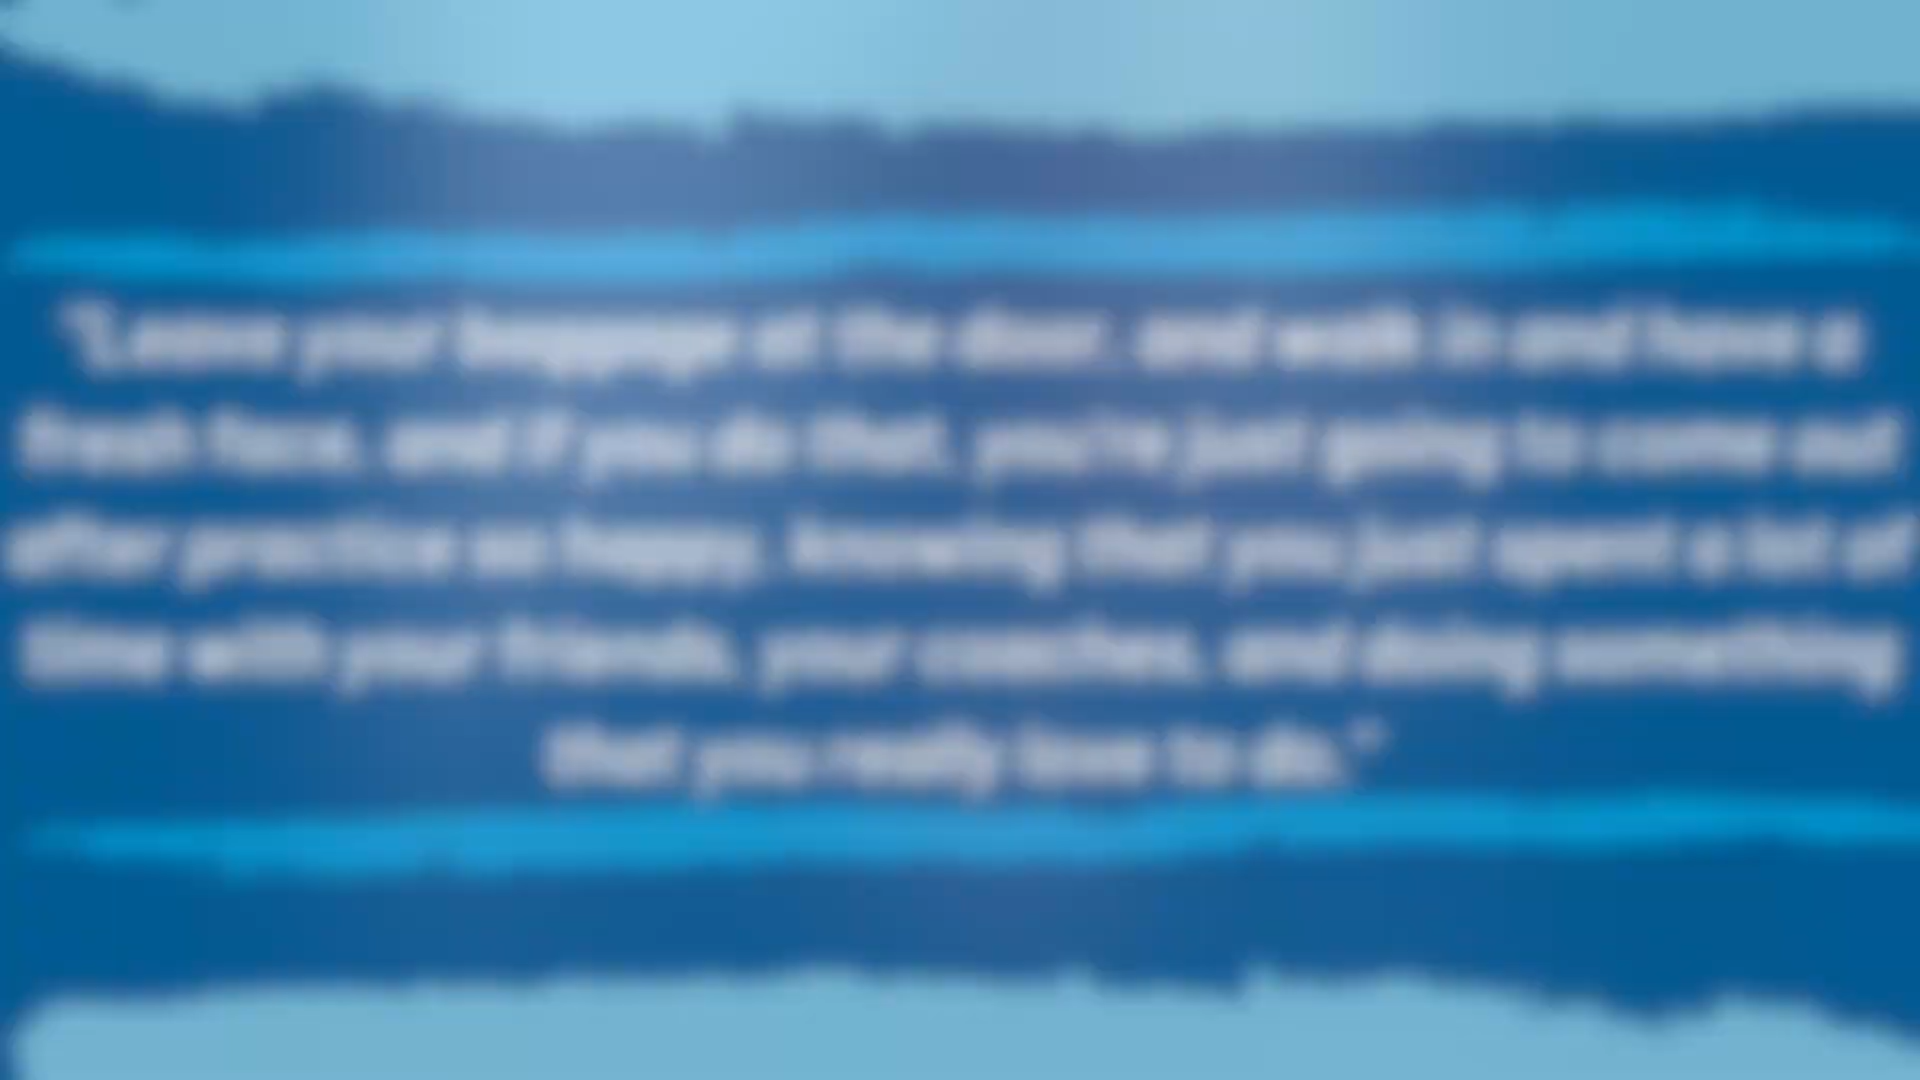 "Leave your baggage at the door, and walk in and have a
fresh face, and if you do that, you're just going to come out
after practice so happy, knowing that you just spent a lot of
time with your friends, your coaches, and doing something
that you really love to do."